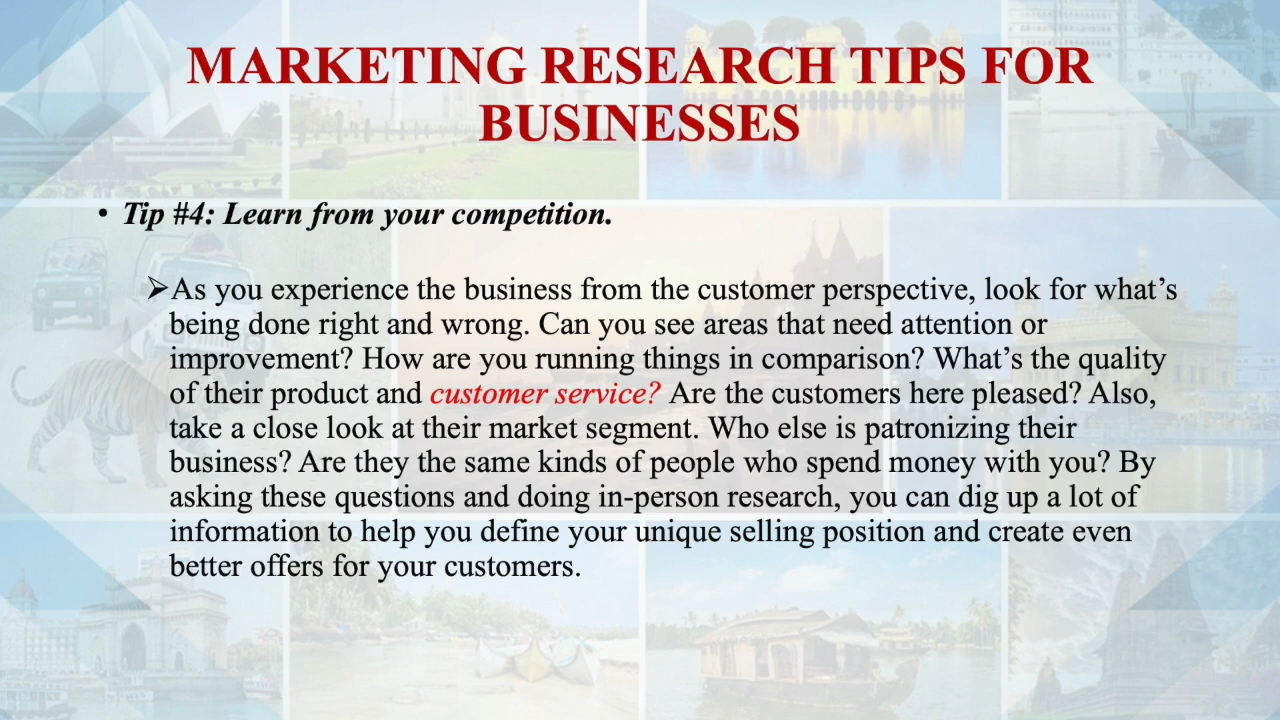 MARKETING RESEARCH TIPS FOR
BUSINESSES
• Tip #4: Learn from your competition.
➢As you experience the business from the customer perspective, look for what’s
being done right and wrong. Can you see areas that need attention or
improvement? How are you running things in comparison? What’s the quality
of their product and customer service? Are the customers here pleased? Also,
take a close look at their market segment. Who else is patronizing their
business? Are they the same kinds of people who spend money with you? By
asking these questions and doing in-person research, you can dig up a lot of
information to help you define your unique selling position and create even
better offers for your customers.